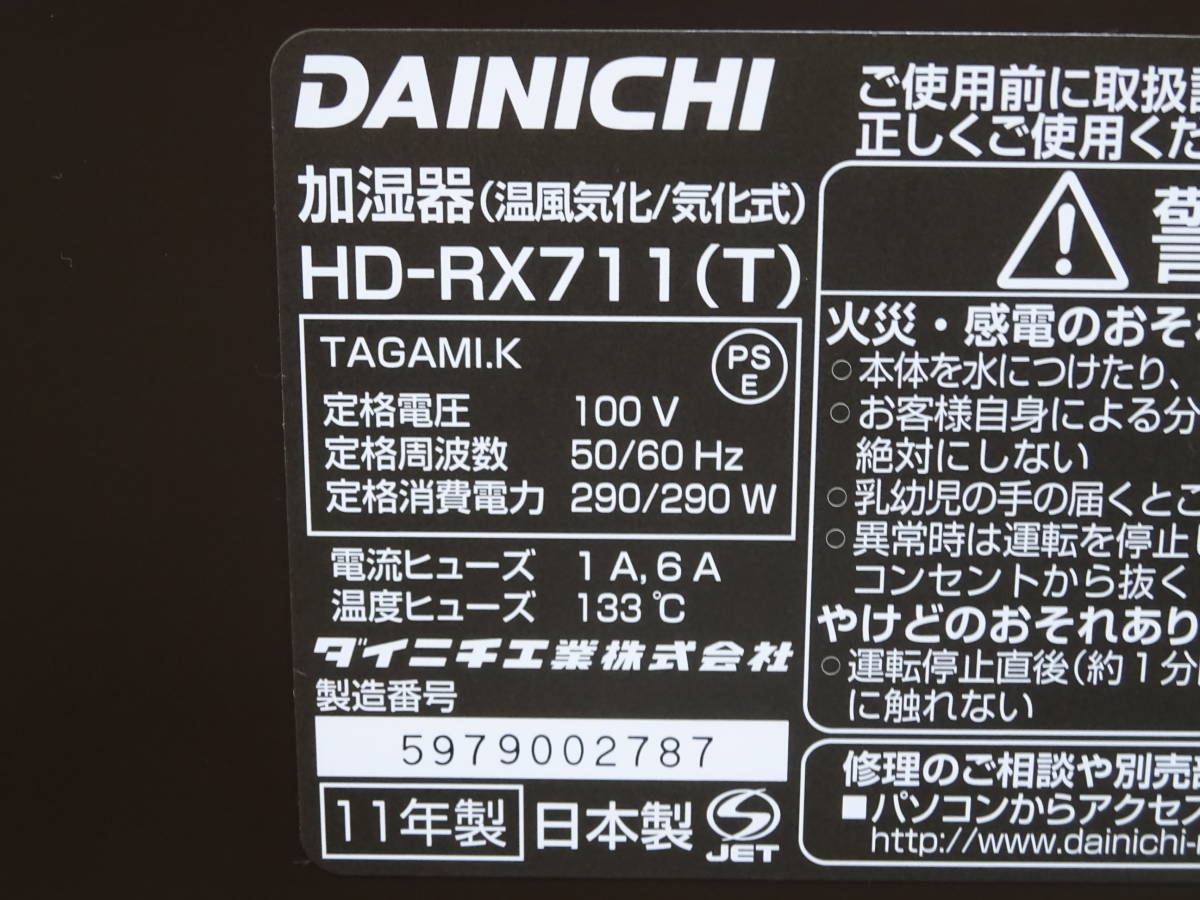 DAINICHI
加湿器(温風気化/気化式)
HD-RX711(T)
TAGAMI.K
PS
E
定格電圧 100 V
定格周波数 50/60 Hz
定格消費電力 290/290 W
電流ヒューズ 1 A, 6 A
温度ヒューズ 133 ℃
ダイニチ工業株式会社
製造番号
5979002787
11年製 日本製
JET
ご使用前に取扱
正しくご使用くだ
警
火災・感電のおそ
○本体を水につけたり、
○お客様自身による分
絶対にしない
○乳幼児の手の届くとこ
○異常時は運転を停止し
コンセントから抜く
やけどのおそれあり
○運転停止直後(約1分
に触れない
修理のご相談や別売
■パソコンからアクセス
http://www.dainichi-